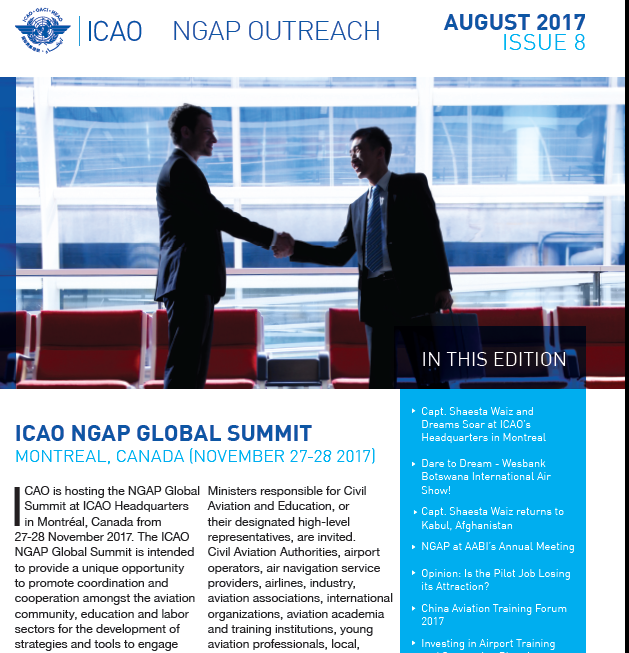 ICAO · OACI · ИКАО
ICAO
NGAP OUTREACH
AUGUST 2017
ISSUE 8
IN THIS EDITION
Capt. Shaesta Waiz and
Dreams Soar at ICAO's
Headquarters in Montreal
Dare to Dream - Wesbank
Botswana International Air
Show!
Capt. Shaesta Waiz returns to
Kabul, Afghanistan
NGAP at AABI's Annual Meeting
Opinion: Is the Pilot Job Losing
its Attraction?
China Aviation Training Forum
2017
Investing in Airport Training
ICAO NGAP GLOBAL SUMMIT
MONTREAL, CANADA (NOVEMBER 27-28 2017)
ICAO is hosting the NGAP Global
Summit at ICAO Headquarters
in Montréal, Canada from
27-28 November 2017. The ICAO
NGAP Global Summit is intended
to provide a unique opportunity
to promote coordination and
cooperation amongst the aviation
community, education and labor
sectors for the development of
strategies and tools to engage
Ministers responsible for Civil
Aviation and Education, or
their designated high-level
representatives, are invited.
Civil Aviation Authorities, airport
operators, air navigation service
providers, airlines, industry,
aviation associations, international
organizations, aviation academia
and training institutions, young
aviation professionals, local,